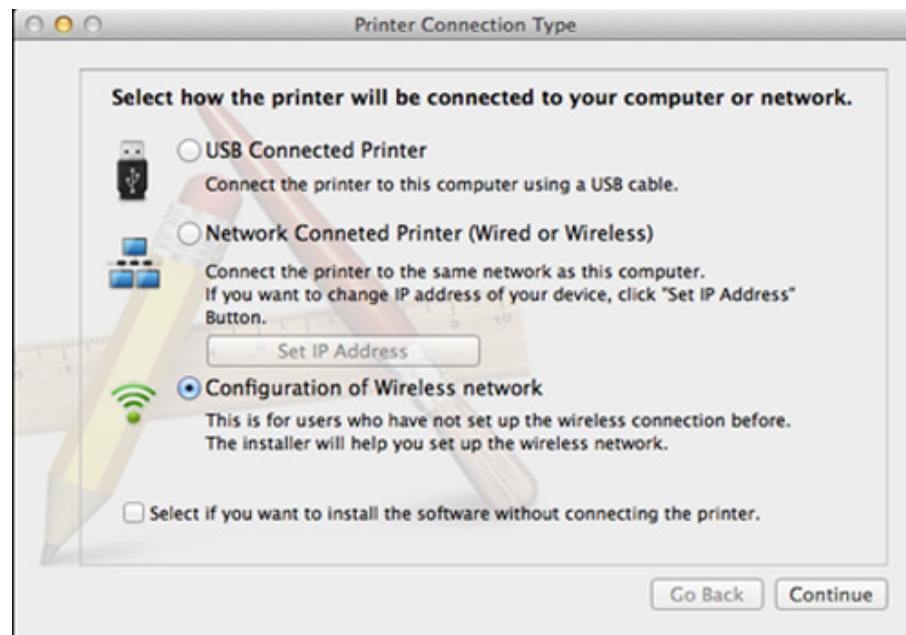 Printer Connection Type
Select how the printer will be connected to your computer or network.
USB Connected Printer
Connect the printer to this computer using a USB cable.
Network Conneted Printer (Wired or Wireless)
Connect the printer to the same network as this computer.
If you want to change IP address of your device, click "Set IP Address"
Button.
Set IP Address
Configuration of Wireless network
This is for users who have not set up the wireless connection before.
The installer will help you set up the wireless network.
Select if you want to install the software without connecting the printer.
Go Back
Continue